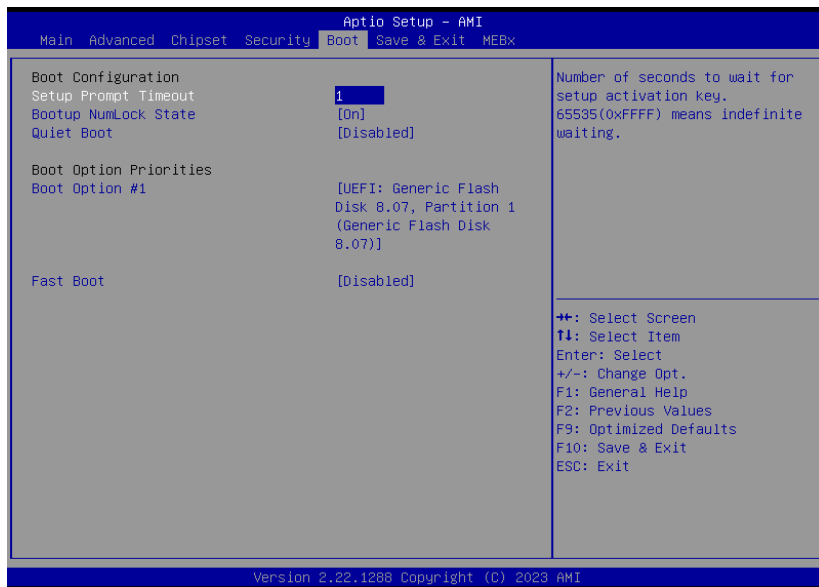 Aptio Setup – AMI
Main Advanced Chipset Security Boot Save & Exit MEBx
Boot Configuration
Setup Prompt Timeout 1
Bootup NumLock State [On]
Quiet Boot [Disabled]
Boot Option Priorities
Boot Option #1 [UEFI: Generic Flash
Disk 8.07, Partition 1
(Generic Flash Disk
8.07)]
Fast Boot [Disabled]
Number of seconds to wait for
setup activation key.
65535(0xFFFF) means indefinite
waiting.
→←: Select Screen
↑↓: Select Item
Enter: Select
+/-: Change Opt.
F1: General Help
F2: Previous Values
F9: Optimized Defaults
F10: Save & Exit
ESC: Exit
Version 2.22.1288 Copyright (C) 2023 AMI